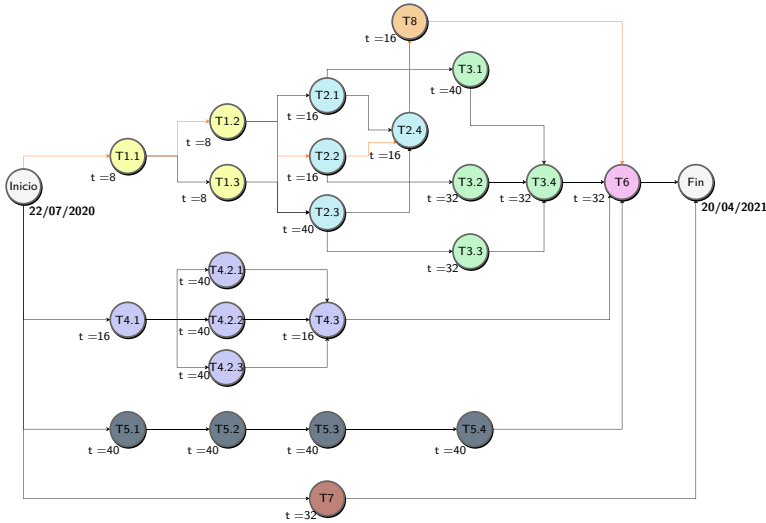 T8
t =16
T3.1
t =40
T2.1
t =16
T1.2
t =8
T2.4
t =16
T1.1
t =8
T2.2
t =16
Inicio
22/07/2020
T1.3
t =8
T3.2
t =32
T3.4
t =32
T6
t =32
Fin
20/04/2021
T2.3
t =40
T3.3
t =32
T4.2.1
t =40
T4.1
t =16
T4.2.2
t =40
T4.3
t =16
T4.2.3
t =40
T5.1
t =40
T5.2
t =40
T5.3
t =40
T5.4
t =40
T7
t =32